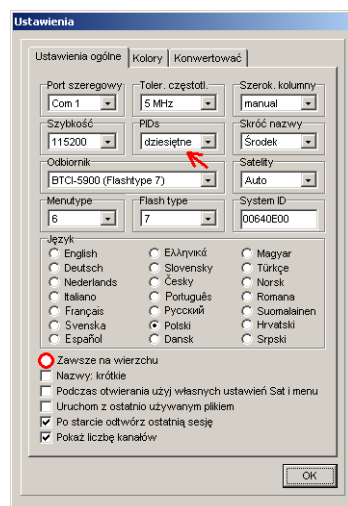 Ustawienia
Ustawienia ogólne Kolory Konwertować
Port szeregowy Toler. częstotl. Szerok. kolumny
Com 1 5 MHz manual
Szybkość PIDs Skróć nazwy
115200 dziesiętne Środek
Odbiornik Satelity
BTCI-5900 (Flashtype 7) Auto
Menutype Flash type System ID
6 7 00640E00
Język
English Ελληνικά Magyar
Deutsch Slovensky Türkçe
Nederlands Česky Norsk
Italiano Português Romana
Français Русский Suomalainen
Svenska Polski Hrvatski
Español Dansk Srpski
Zawsze na wierzchu
Nazwy: krótkie
Podczas otwierania użyj własnych ustawień Sat i menu
Uruchom z ostatnio używanym plikiem
Po starcie odtwórz ostatnią sesję
Pokaż liczbę kanałów
OK